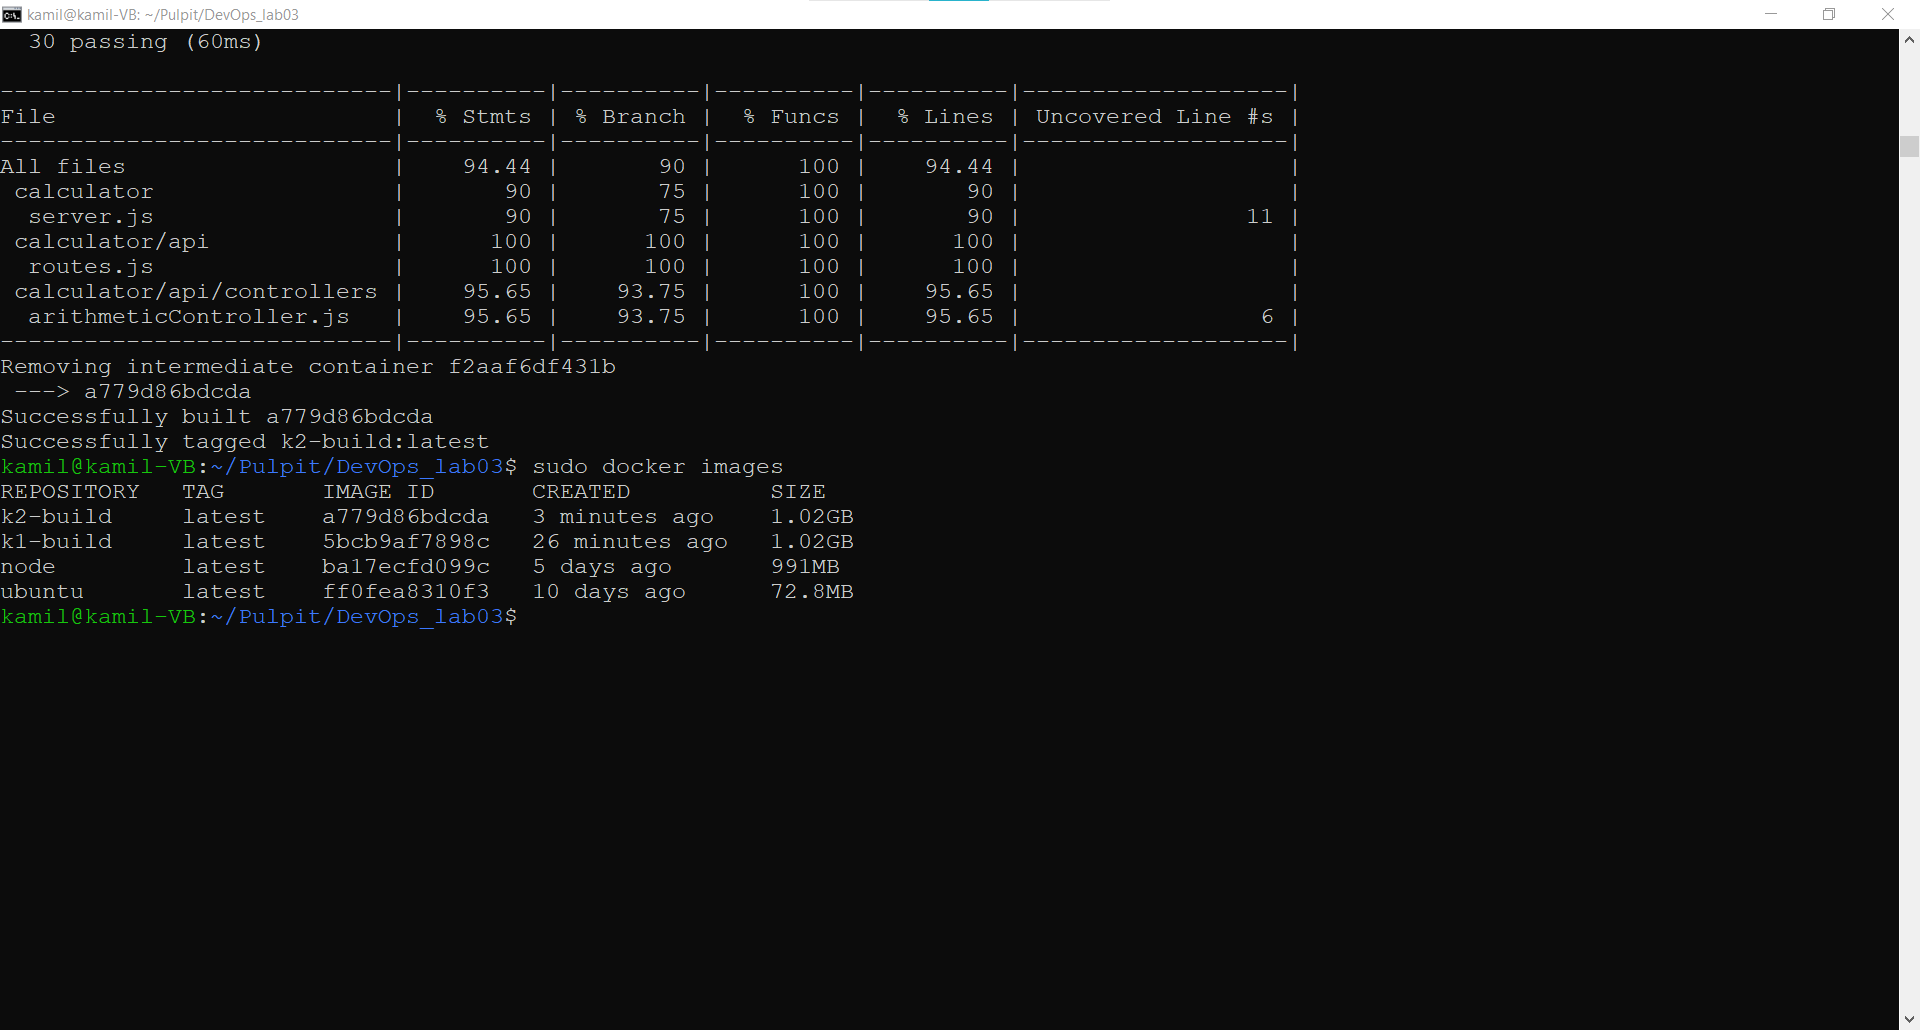 kamil@kamil-VB: ~/Pulpit/DevOps_lab03
  30 passing (60ms)
----------------------------|----------|----------|----------|----------|-------------------|
File                        |  % Stmts | % Branch |  % Funcs |  % Lines | Uncovered Line #s |
----------------------------|----------|----------|----------|----------|-------------------|
All files                   |    94.44 |       90 |      100 |    94.44 |                   |
 calculator                 |       90 |       75 |      100 |       90 |                   |
  server.js                 |       90 |       75 |      100 |       90 |                11 |
 calculator/api             |      100 |      100 |      100 |      100 |                   |
  routes.js                 |      100 |      100 |      100 |      100 |                   |
 calculator/api/controllers |    95.65 |    93.75 |      100 |    95.65 |                   |
  arithmeticController.js   |    95.65 |    93.75 |      100 |    95.65 |                 6 |
----------------------------|----------|----------|----------|----------|-------------------|
Removing intermediate container f2aaf6df431b
 ---> a779d86bdcda
Successfully built a779d86bdcda
Successfully tagged k2-build:latest
kamil@kamil-VB:~/Pulpit/DevOps_lab03$ sudo docker images
REPOSITORY   TAG       IMAGE ID       CREATED          SIZE
k2-build     latest    a779d86bdcda   3 minutes ago    1.02GB
k1-build     latest    5bcb9af7898c   26 minutes ago   1.02GB
node         latest    ba17ecfd099c   5 days ago       991MB
ubuntu       latest    ff0fea8310f3   10 days ago      72.8MB
kamil@kamil-VB:~/Pulpit/DevOps_lab03$